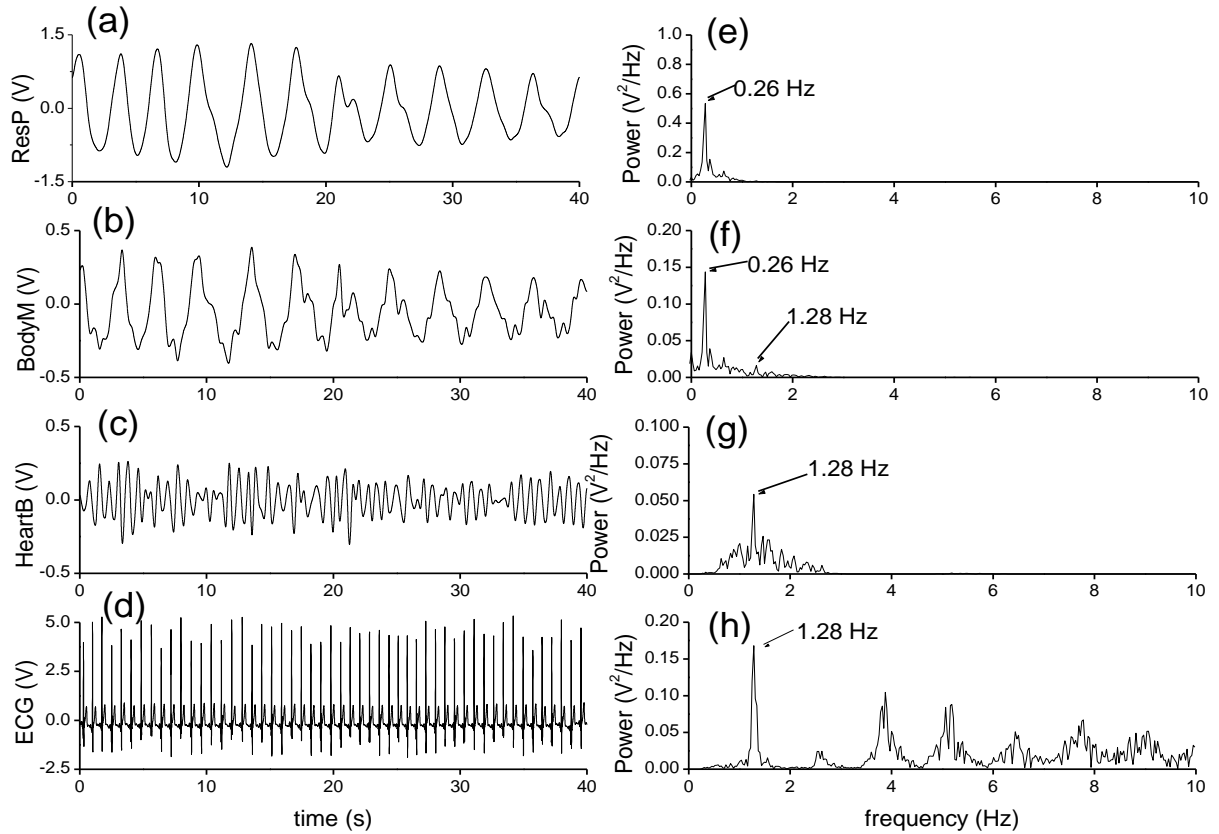 (a)
ResP (V)
1.5
0.0
-1.5
0 10 20 30 40
(b)
BodyM (V)
0.5
0.0
-0.5
0 10 20 30 40
(c)
HeartB (V)
0.5
0.0
-0.5
0 10 20 30 40
(d)
ECG (V)
5.0
2.5
0.0
-2.5
0 10 20 30 40
time (s)
(e)
Power (V²/Hz)
1.0
0.8
0.6
0.4
0.2
0.0
0.26 Hz
0 2 4 6 8 10
(f)
Power (V²/Hz)
0.20
0.15
0.10
0.05
0.00
0.26 Hz
1.28 Hz
0 2 4 6 8 10
(g)
Power (V²/Hz)
0.100
0.075
0.050
0.025
0.000
1.28 Hz
0 2 4 6 8 10
(h)
Power (V²/Hz)
0.20
0.15
0.10
0.05
0.00
1.28 Hz
0 2 4 6 8 10
frequency (Hz)